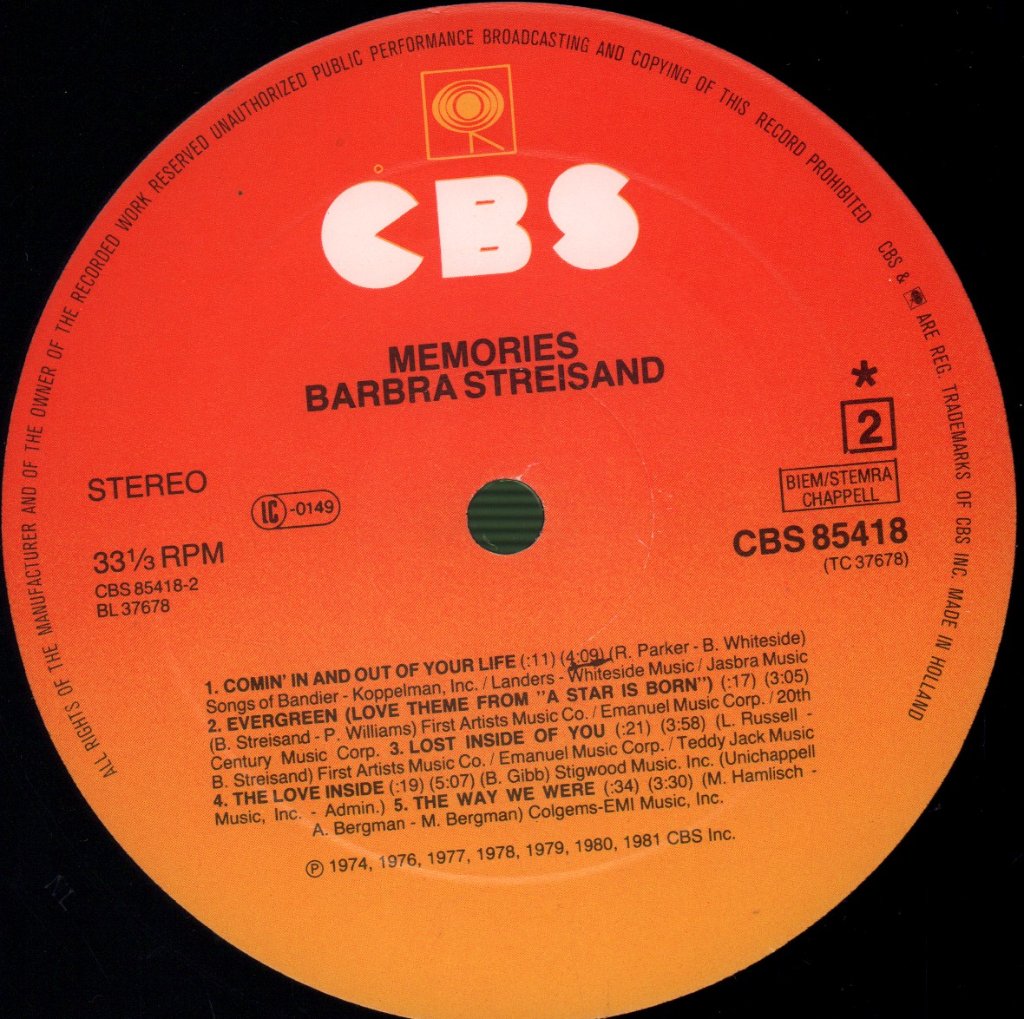 ALL RIGHTS OF THE MANUFACTURER AND OF THE OWNER OF THE RECORDED WORK RESERVED UNAUTHORIZED PUBLIC PERFORMANCE BROADCASTING AND COPYING OF THIS RECORD PROHIBITED
CBS & ARE REG. TRADEMARKS OF CBS INC. MADE IN HOLLAND
CBS
MEMORIES
BARBRA STREISAND
*
2
STEREO
LC-0149
BIEM/STEMRA
CHAPPELL
33⅓ RPM
CBS 85418
CBS 85418-2
(TC 37678)
BL 37678
1. COMIN' IN AND OUT OF YOUR LIFE (:11) (4:09) (R. Parker - B. Whiteside)
Songs of Bandier - Koppelman, Inc. / Landers - Whiteside Music / Jasbra Music
2. EVERGREEN (LOVE THEME FROM "A STAR IS BORN") (:17) (3:05)
(B. Streisand - P. Williams) First Artists Music Co. / Emanuel Music Corp. / 20th
Century Music Corp. 3. LOST INSIDE OF YOU (:21) (3:58) (L. Russell -
B. Streisand) First Artists Music Co. / Emanuel Music Corp. / Teddy Jack Music
4. THE LOVE INSIDE (:19) (5:07) (B. Gibb) Stigwood Music. Inc. (Unichappell
Music, Inc. - Admin.) 5. THE WAY WE WERE (:34) (3:30) (M. Hamlisch -
A. Bergman - M. Bergman) Colgems-EMI Music, Inc.
℗ 1974, 1976, 1977, 1978, 1979, 1980, 1981 CBS Inc.